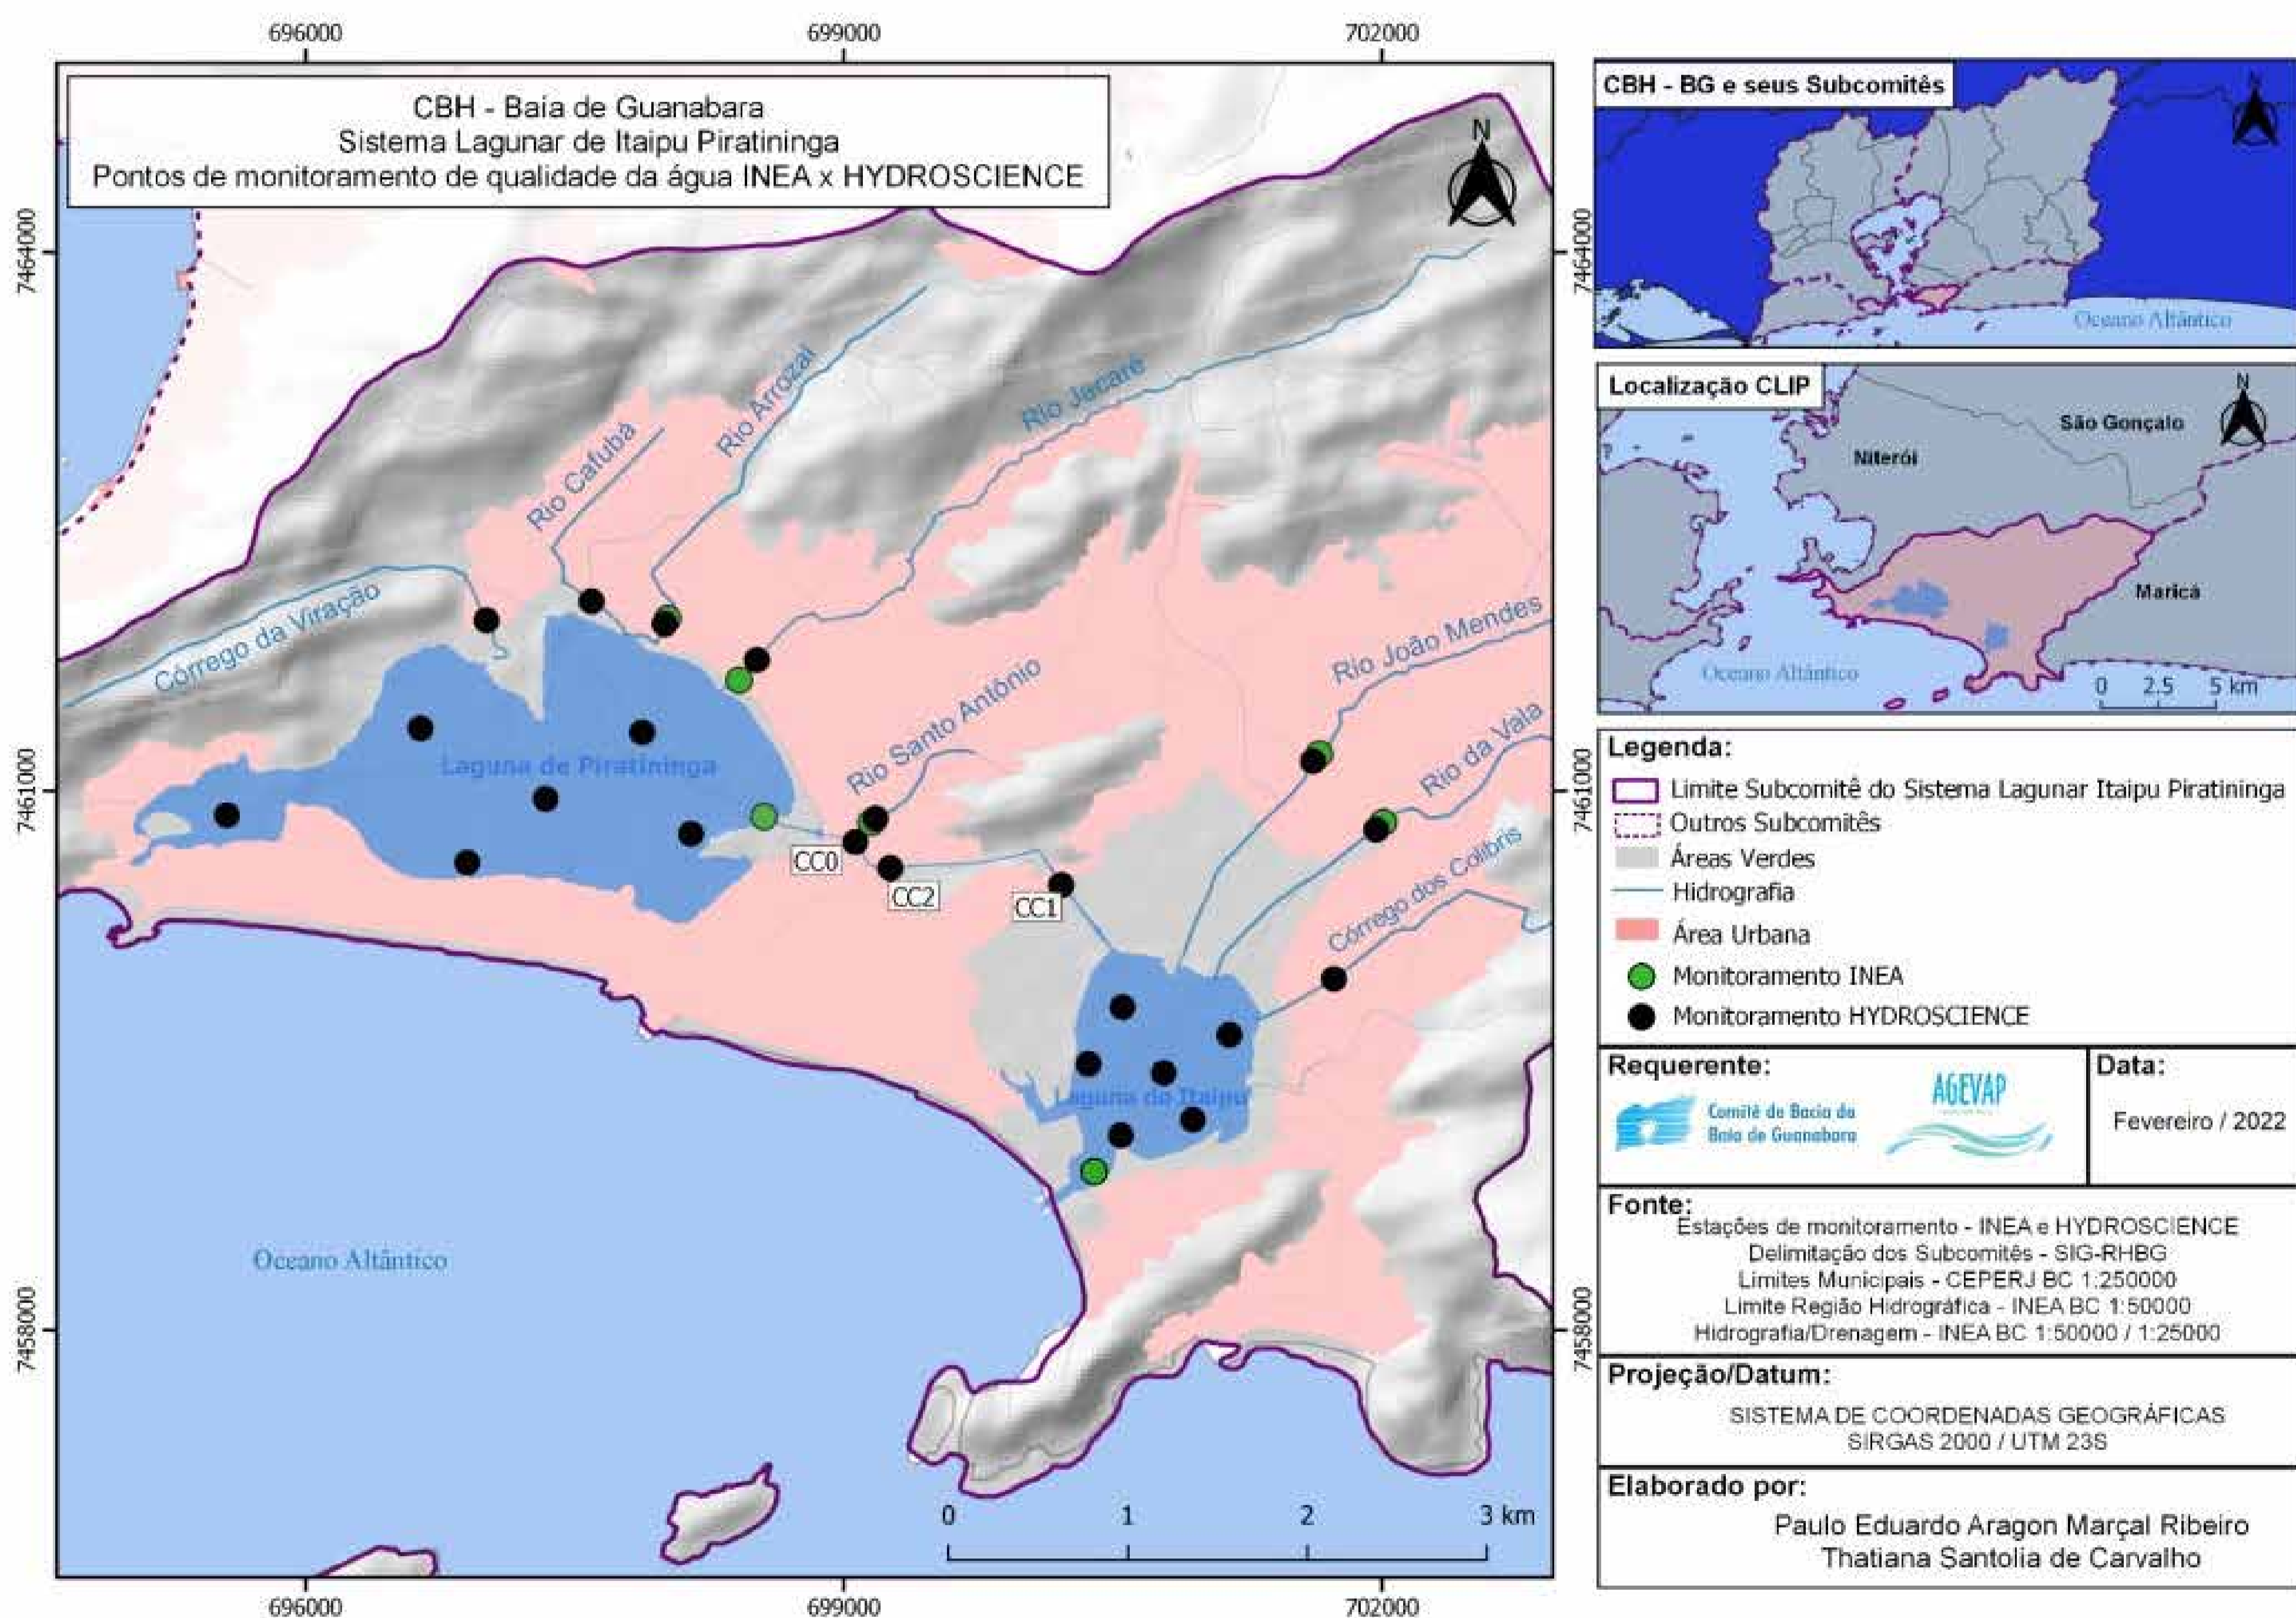 696000
699000
702000
CBH - Baía de Guanabara
Sistema Lagunar de Itaipu Piratininga
Pontos de monitoramento de qualidade da água INEA x HYDROSCIENCE
N
7464000
7464000
Rio Cafubá
Rio Arrozal
Rio Jacaré
Córrego da Viração
Rio João Mendes
Rio Santo Antônio
Rio da Vala
Laguna de Piratininga
7461000
7461000
CC0
CC2
CC1
Córrego dos Colibris
Laguna de Itaipu
Oceano Altântico
7458000
7458000
0 1 2 3 km
696000
699000
702000
CBH - BG e seus Subcomitês
N
Oceano Altântico
Localização CLIP
N
São Gonçalo
Niterói
Maricá
Oceano Altântico
0 2.5 5 km
Legenda:
Limite Subcomitê do Sistema Lagunar Itaipu Piratininga
Outros Subcomitês
Áreas Verdes
Hidrografia
Área Urbana
Monitoramento INEA
Monitoramento HYDROSCIENCE
Requerente:
Comitê de Bacia da
Baía de Guanabara
AGEVAP
Data:
Fevereiro / 2022
Fonte:
Estações de monitoramento - INEA e HYDROSCIENCE
Delimitação dos Subcomitês - SIG-RHBG
Limites Municipais - CEPERJ BC 1:250000
Limite Região Hidrográfica - INEA BC 1:50000
Hidrografia/Drenagem - INEA BC 1:50000 / 1:25000
Projeção/Datum:
SISTEMA DE COORDENADAS GEOGRÁFICAS
SIRGAS 2000 / UTM 23S
Elaborado por:
Paulo Eduardo Aragon Marçal Ribeiro
Thatiana Santolia de Carvalho